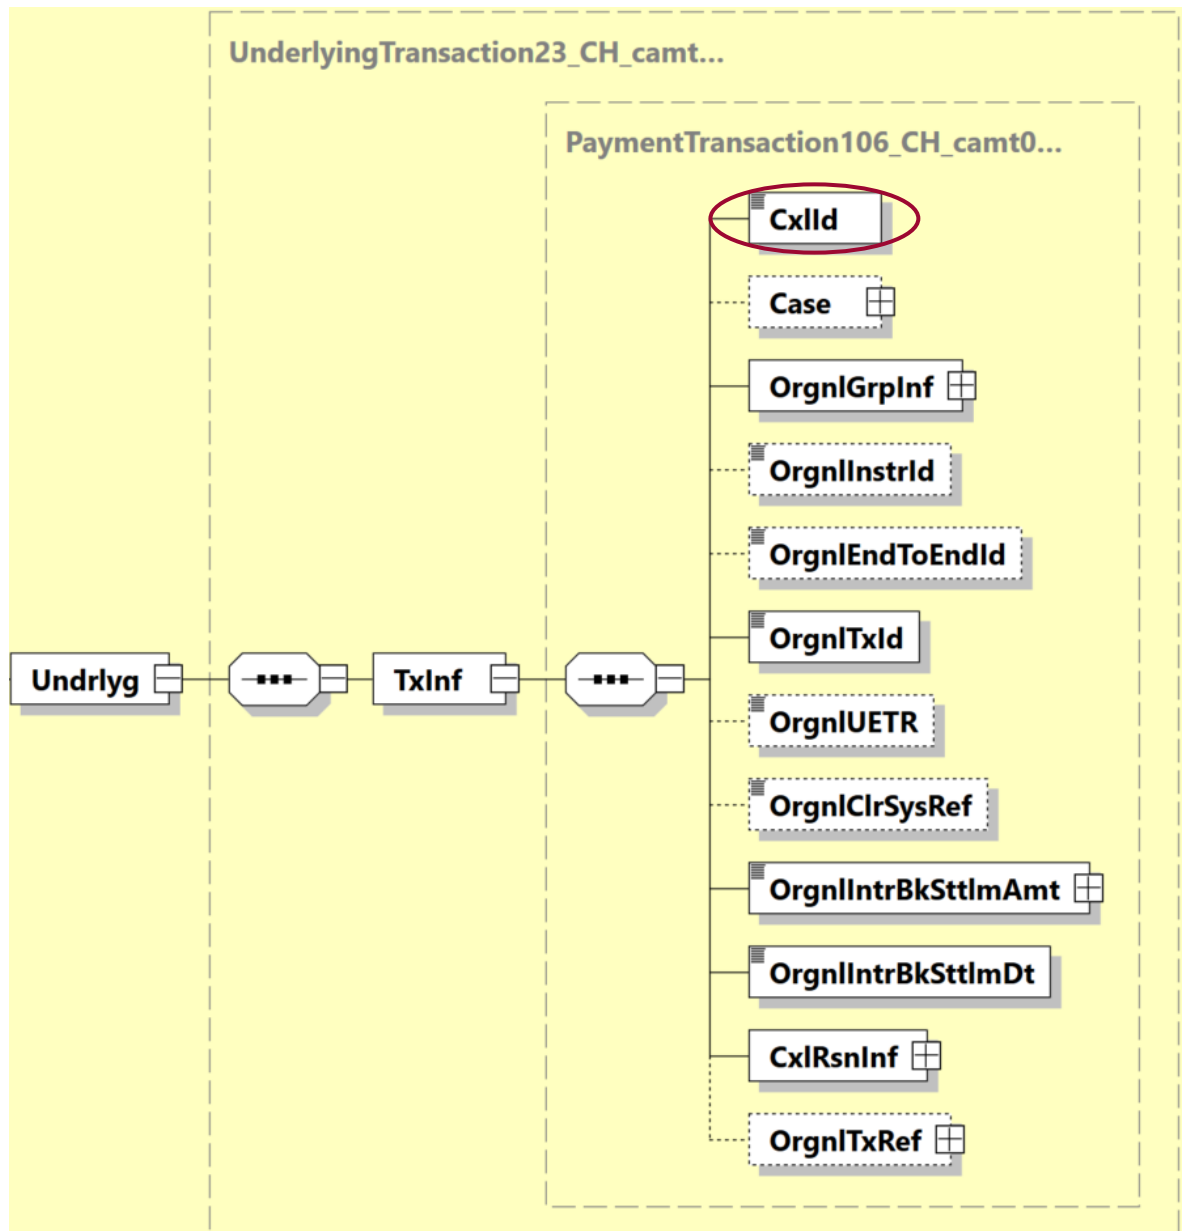 UnderlyingTransaction23_CH_camt...
PaymentTransaction106_CH_camt0...
CxlId
Case
OrgnlGrpInf
OrgnlInstrId
OrgnlEndToEndId
OrgnlTxId
Undrlyg
TxInf
OrgnlUETR
OrgnlClrSysRef
OrgnlIntrBkSttlmAmt
OrgnlIntrBkSttlmDt
CxlRsnInf
OrgnlTxRef